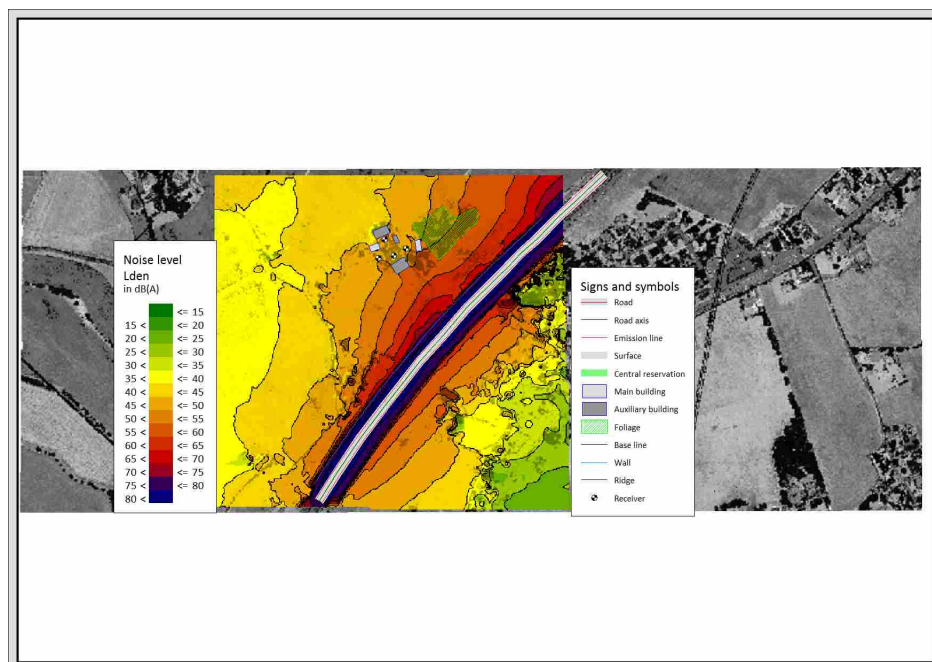 Noise level
Lden
in dB(A)
<= 15
15 < <= 20
20 < <= 25
25 < <= 30
30 < <= 35
35 < <= 40
40 < <= 45
45 < <= 50
50 < <= 55
55 < <= 60
60 < <= 65
65 < <= 70
70 < <= 75
75 < <= 80
80 <
Signs and symbols
Road
Road axis
Emission line
Surface
Central reservation
Main building
Auxiliary building
Foliage
Base line
Wall
Ridge
Receiver